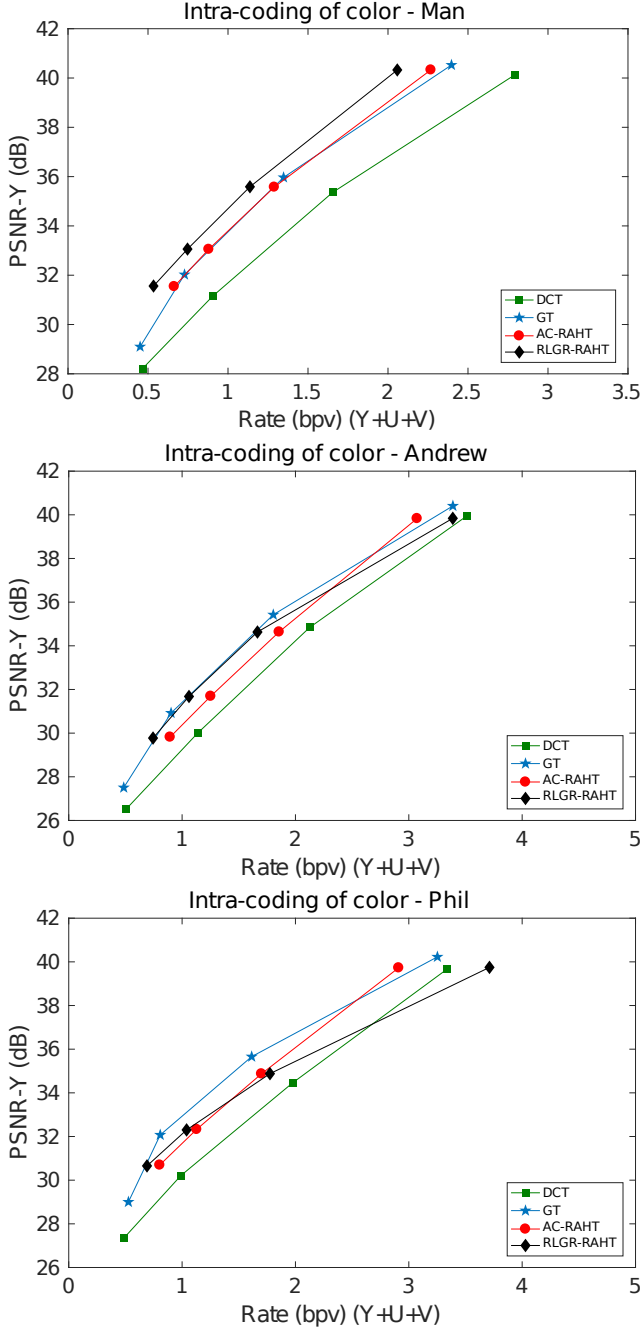 Intra-coding of color - Man
42
40
38
36
34
32
30
28
PSNR-Y (dB)
DCT
GT
AC-RAHT
RLGR-RAHT
0 0.5 1 1.5 2 2.5 3 3.5
Rate (bpv) (Y+U+V)
Intra-coding of color - Andrew
42
40
38
36
34
32
30
28
26
PSNR-Y (dB)
DCT
GT
AC-RAHT
RLGR-RAHT
0 1 2 3 4 5
Rate (bpv) (Y+U+V)
Intra-coding of color - Phil
42
40
38
36
34
32
30
28
26
PSNR-Y (dB)
DCT
GT
AC-RAHT
RLGR-RAHT
0 1 2 3 4 5
Rate (bpv) (Y+U+V)